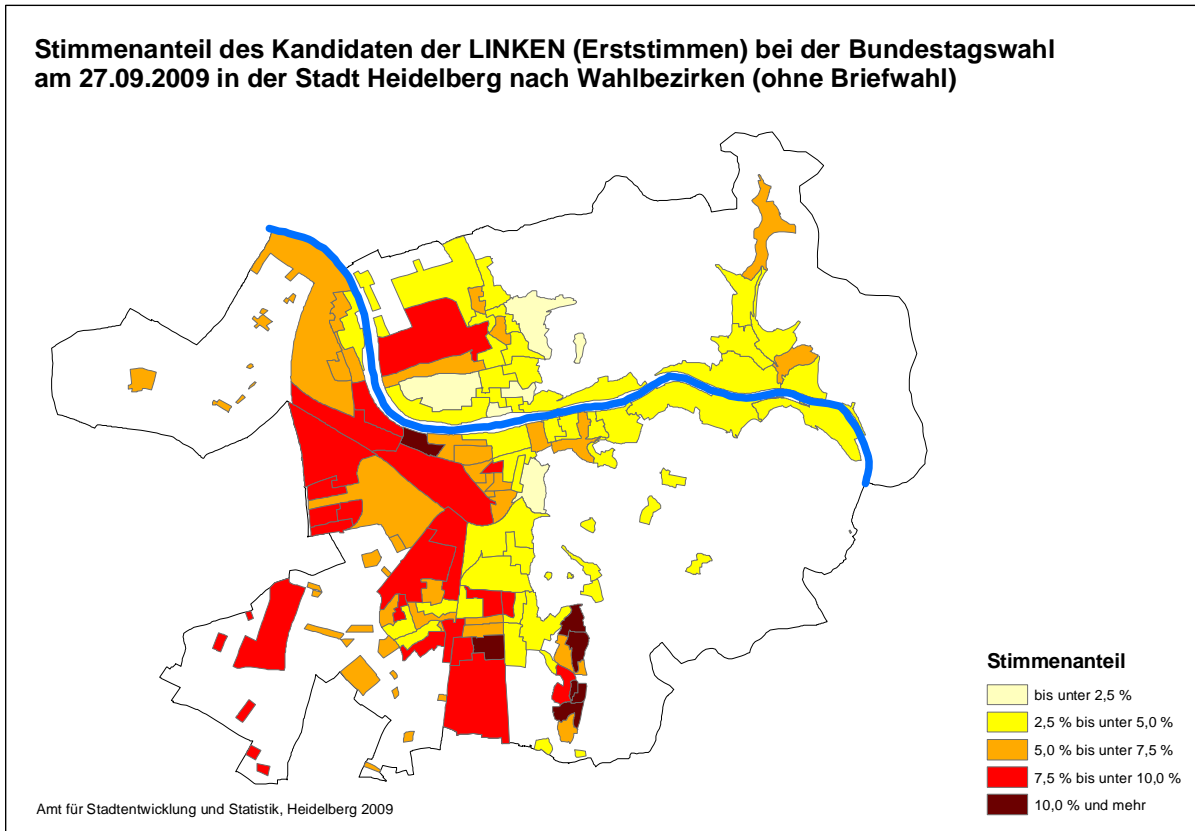 Stimmenanteil des Kandidaten der LINKEN (Erststimmen) bei der Bundestagswahl
am 27.09.2009 in der Stadt Heidelberg nach Wahlbezirken (ohne Briefwahl)
Stimmenanteil
bis unter 2,5 %
2,5 % bis unter 5,0 %
5,0 % bis unter 7,5 %
7,5 % bis unter 10,0 %
10,0 % und mehr
Amt für Stadtentwicklung und Statistik, Heidelberg 2009